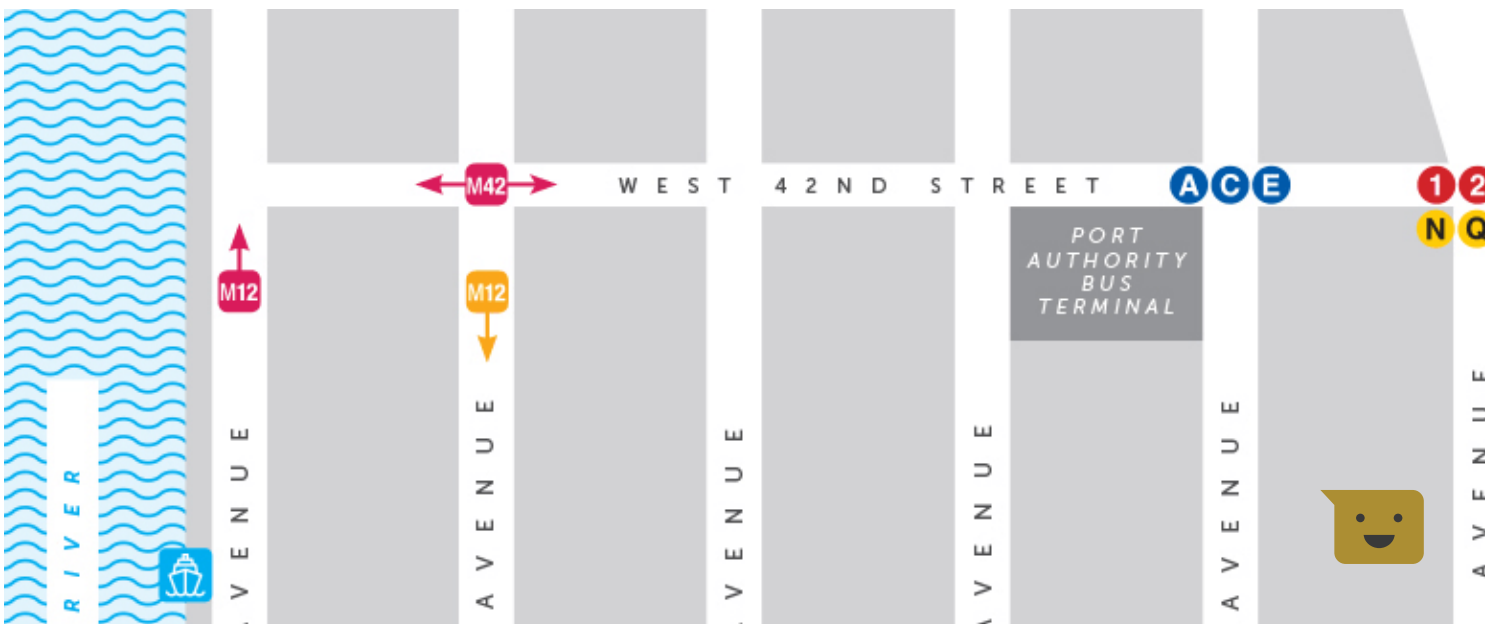 M42
WEST 42ND STREET
A C E
1 2
N Q
PORT
AUTHORITY
BUS
TERMINAL
M12
M12
RIVER
AVENUE
AVENUE
AVENUE
AVENUE
AVENUE
AVENUE